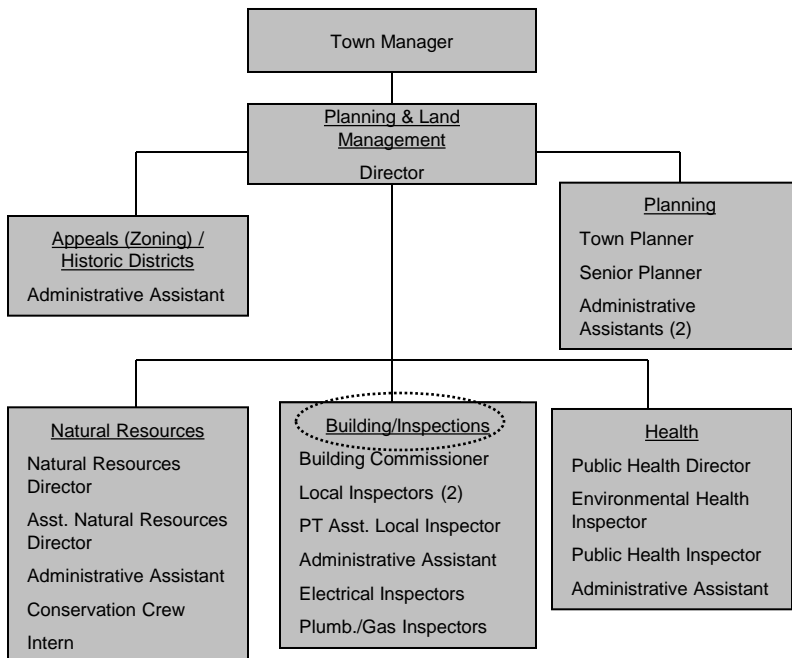 Town Manager
Planning & Land
Management
Director
Appeals (Zoning) /
Historic Districts
Administrative Assistant
Planning
Town Planner
Senior Planner
Administrative
Assistants (2)
Natural Resources
Natural Resources
Director
Asst. Natural Resources
Director
Administrative Assistant
Conservation Crew
Intern
Building/Inspections
Building Commissioner
Local Inspectors (2)
PT Asst. Local Inspector
Administrative Assistant
Electrical Inspectors
Plumb./Gas Inspectors
Health
Public Health Director
Environmental Health
Inspector
Public Health Inspector
Administrative Assistant